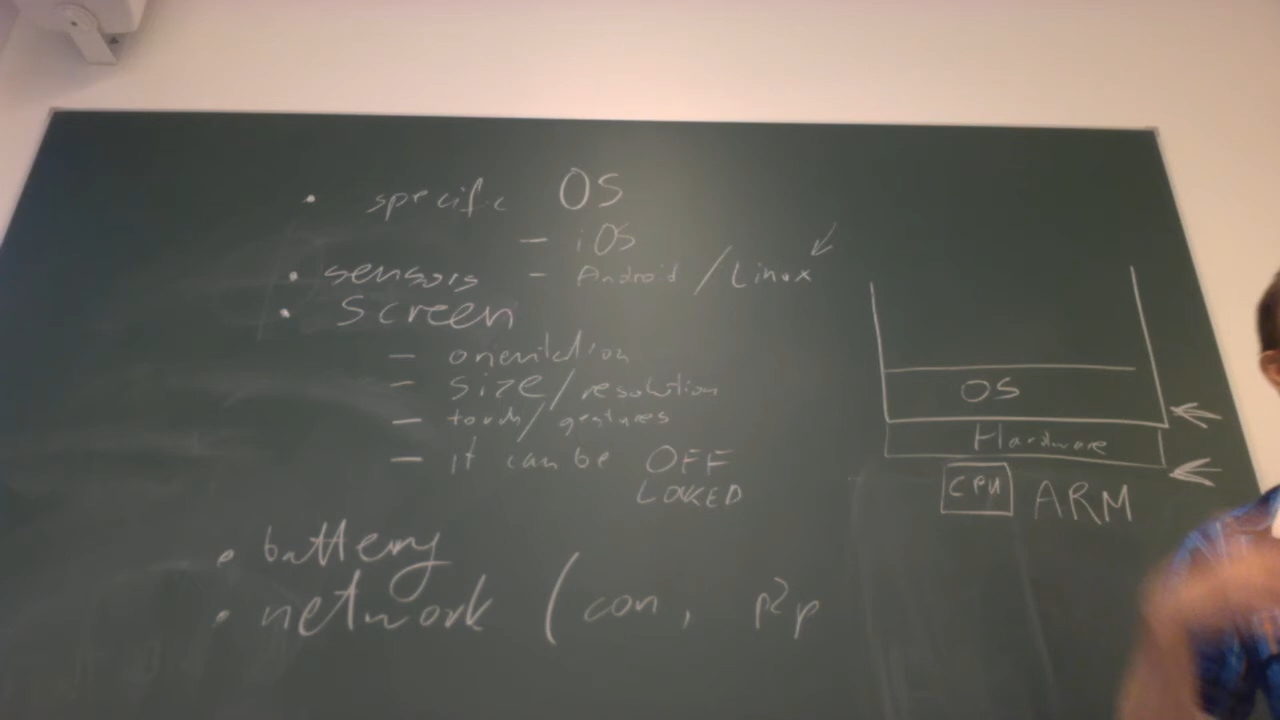 • specific OS
– iOS
• sensors – Android / Linux
• Screen
– orientation
– size / resolution
– touch / gestures
– it can be OFF
LOCKED
• battery
• network ( con, p2p
OS
Hardware
CPU ARM